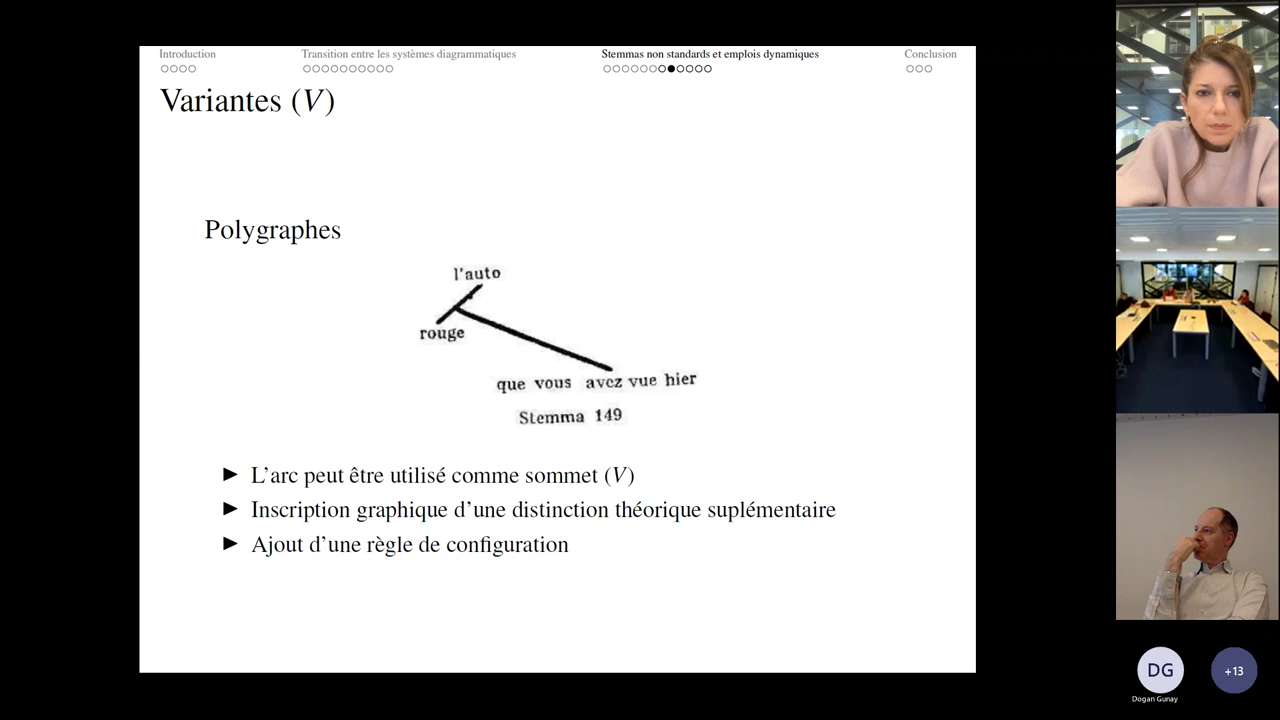 Introduction
Transition entre les systèmes diagrammatiques
Stemmas non standards et emplois dynamiques
Conclusion
Variantes (V)
Polygraphes
l'auto
rouge
que vous avez vue hier
Stemma 149
► L'arc peut être utilisé comme sommet (V)
► Inscription graphique d'une distinction théorique suplémentaire
► Ajout d'une règle de configuration
DG
+13
Dogan Gunay